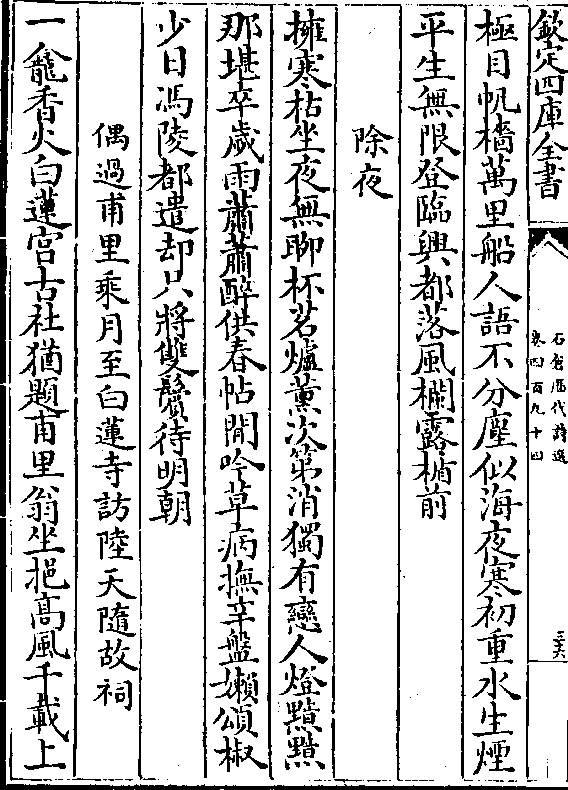 欽定四庫全書
石倉歷代詩選
卷四百九十四
三六
極目帆檣萬里船人語不分塵似海夜寒初重水生煙
平生無限登臨興都落風欄露楯前
除夜
擁寒枯坐夜無聊杯茗爐薰次第消獨有戀人燈㸃㸃
那堪卒歲雨蕭蕭醉供春帖閒吟草病撫辛盤嬾頌椒
少日馮陵都遣却只將雙鬢待明朝
偶過甫里乘月至白蓮寺訪陸天隨故祠
一龕香火白蓮宫古社猶題甫里翁坐挹髙風千載上